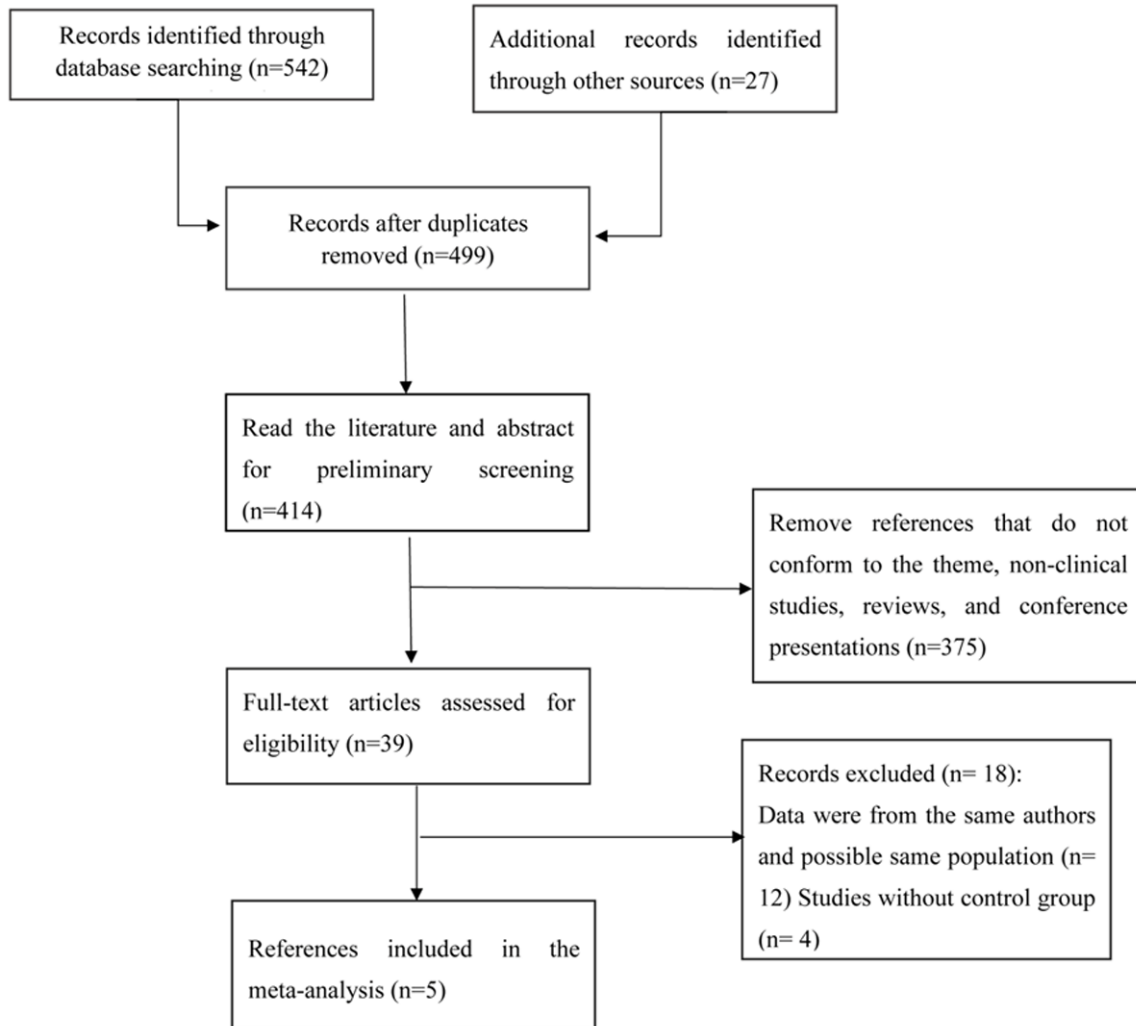 Records identified through
database searching (n=542)
Additional records identified
through other sources (n=27)
Records after duplicates
removed (n=499)
Read the literature and abstract
for preliminary screening
(n=414)
Remove references that do not
conform to the theme, non-clinical
studies, reviews, and conference
presentations (n=375)
Full-text articles assessed for
eligibility (n=39)
Records excluded (n= 18):
Data were from the same authors
and possible same population (n=
12) Studies without control group
(n= 4)
References included in the
meta-analysis (n=5)